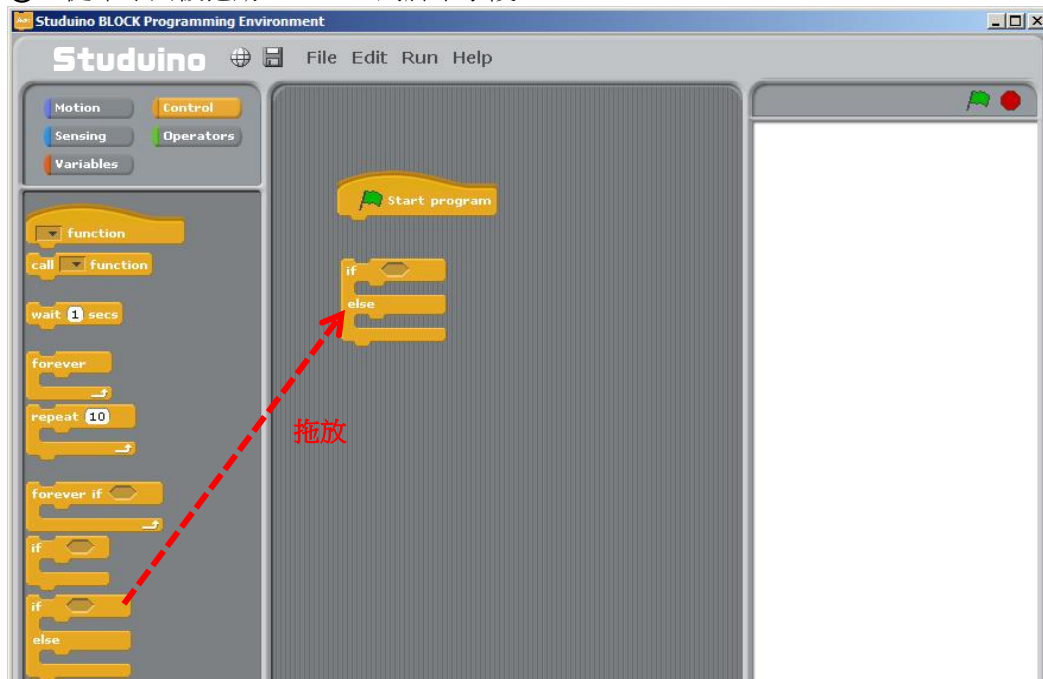 Studuino BLOCK Programming Environment
Studuino File Edit Run Help
Motion Control
Sensing Operators
Variables
function
call function
wait 1 secs
forever
repeat 10
forever if
if
if
else
Start program
if
else
拖放